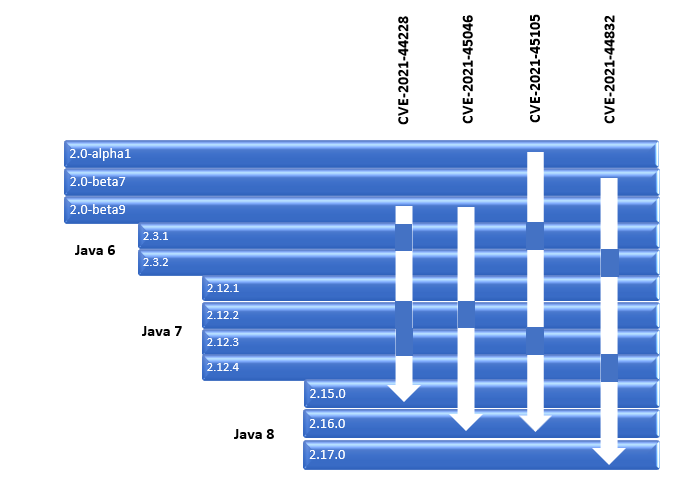 CVE-2021-44228
CVE-2021-45046
CVE-2021-45105
CVE-2021-44832
2.0-alpha1
2.0-beta7
2.0-beta9
Java 6
2.3.1
2.3.2
Java 7
2.12.1
2.12.2
2.12.3
2.12.4
Java 8
2.15.0
2.16.0
2.17.0